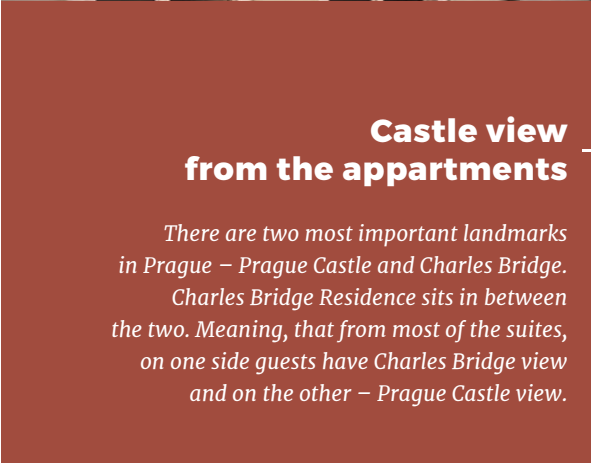 Castle view
from the appartments
There are two most important landmarks
in Prague – Prague Castle and Charles Bridge.
Charles Bridge Residence sits in between
the two. Meaning, that from most of the suites,
on one side guests have Charles Bridge view
and on the other – Prague Castle view.